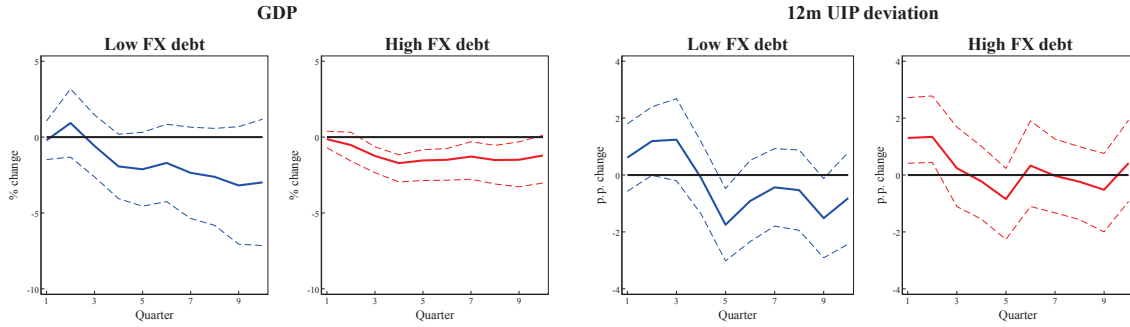 GDP
12m UIP deviation
Low FX debt
High FX debt
Low FX debt
High FX debt
% change
5
0
-5
-10
1 3 5 7 9
Quarter
% change
5
0
-5
-10
1 3 5 7 9
Quarter
p.p. change
4
2
0
-2
-4
1 3 5 7 9
Quarter
p.p. change
4
2
0
-2
-4
1 3 5 7 9
Quarter